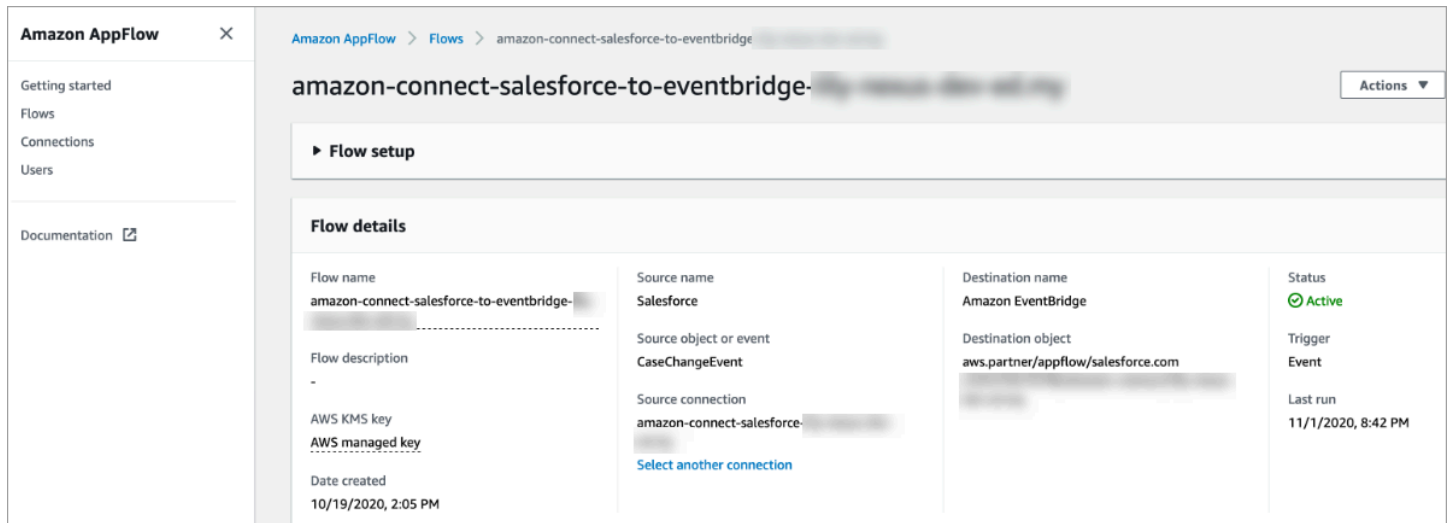 Amazon AppFlow
Getting started
Flows
Connections
Users
Documentation
Amazon AppFlow > Flows > amazon-connect-salesforce-to-eventbridge
amazon-connect-salesforce-to-eventbridge-
Actions
Flow setup
Flow details
Flow name
amazon-connect-salesforce-to-eventbridge-
Flow description
-
AWS KMS key
AWS managed key
Date created
10/19/2020, 2:05 PM
Source name
Salesforce
Source object or event
CaseChangeEvent
Source connection
amazon-connect-salesforce-
Select another connection
Destination name
Amazon EventBridge
Destination object
aws.partner/appflow/salesforce.com
Status
Active
Trigger
Event
Last run
11/1/2020, 8:42 PM